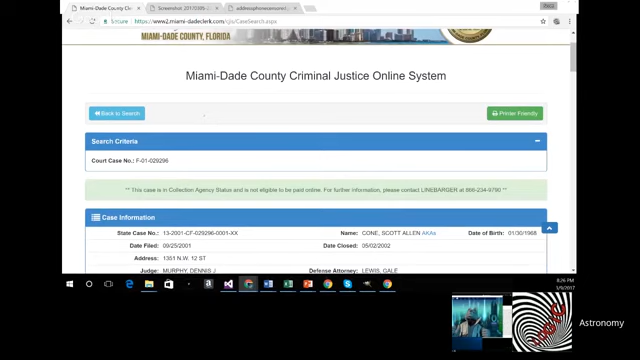 Miami-Dade County Cl
Screenshot 2017/03/0
addressphonecensored.j
Secure https://www2.miami-dadeclerk.com/cjis/CaseSearch.aspx
MIAMI-DADE COUNTY, FLORIDA
Miami-Dade County Criminal Justice Online System
Back to Search
Printer Friendly
Search Criteria
Court Case No.: F-01-029296
** This case is in Collection Agency Status and is not eligible to be paid online. For further information, please contact LINEBARGER at 866-234-9790 **
Case Information
State Case No.: 13-2001-CF-029296-0001-XX Name: CONE, SCOTT ALLEN AKAs Date of Birth: 01/30/1968
Date Filed: 09/25/2001 Date Closed: 05/02/2002
Address: 1351 N.W. 12 ST
Judge: MURPHY, DENNIS J Defense Attorney: LEWIS, GALE
8:26 PM
Astronomy